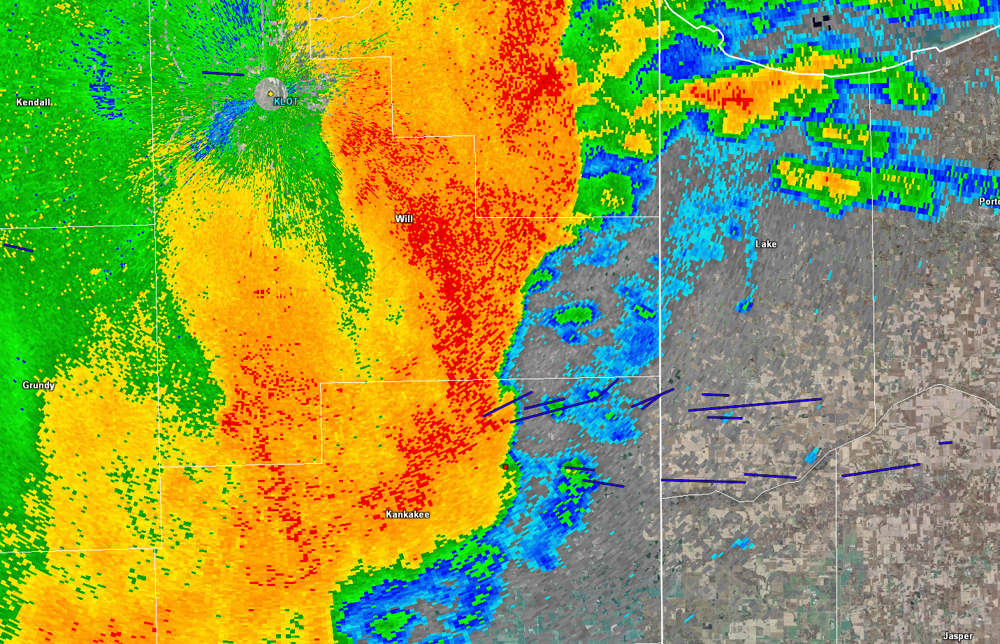 KLOT
Kendall
Porte
Will
Lake
Grundy
Kankakee
Jasper